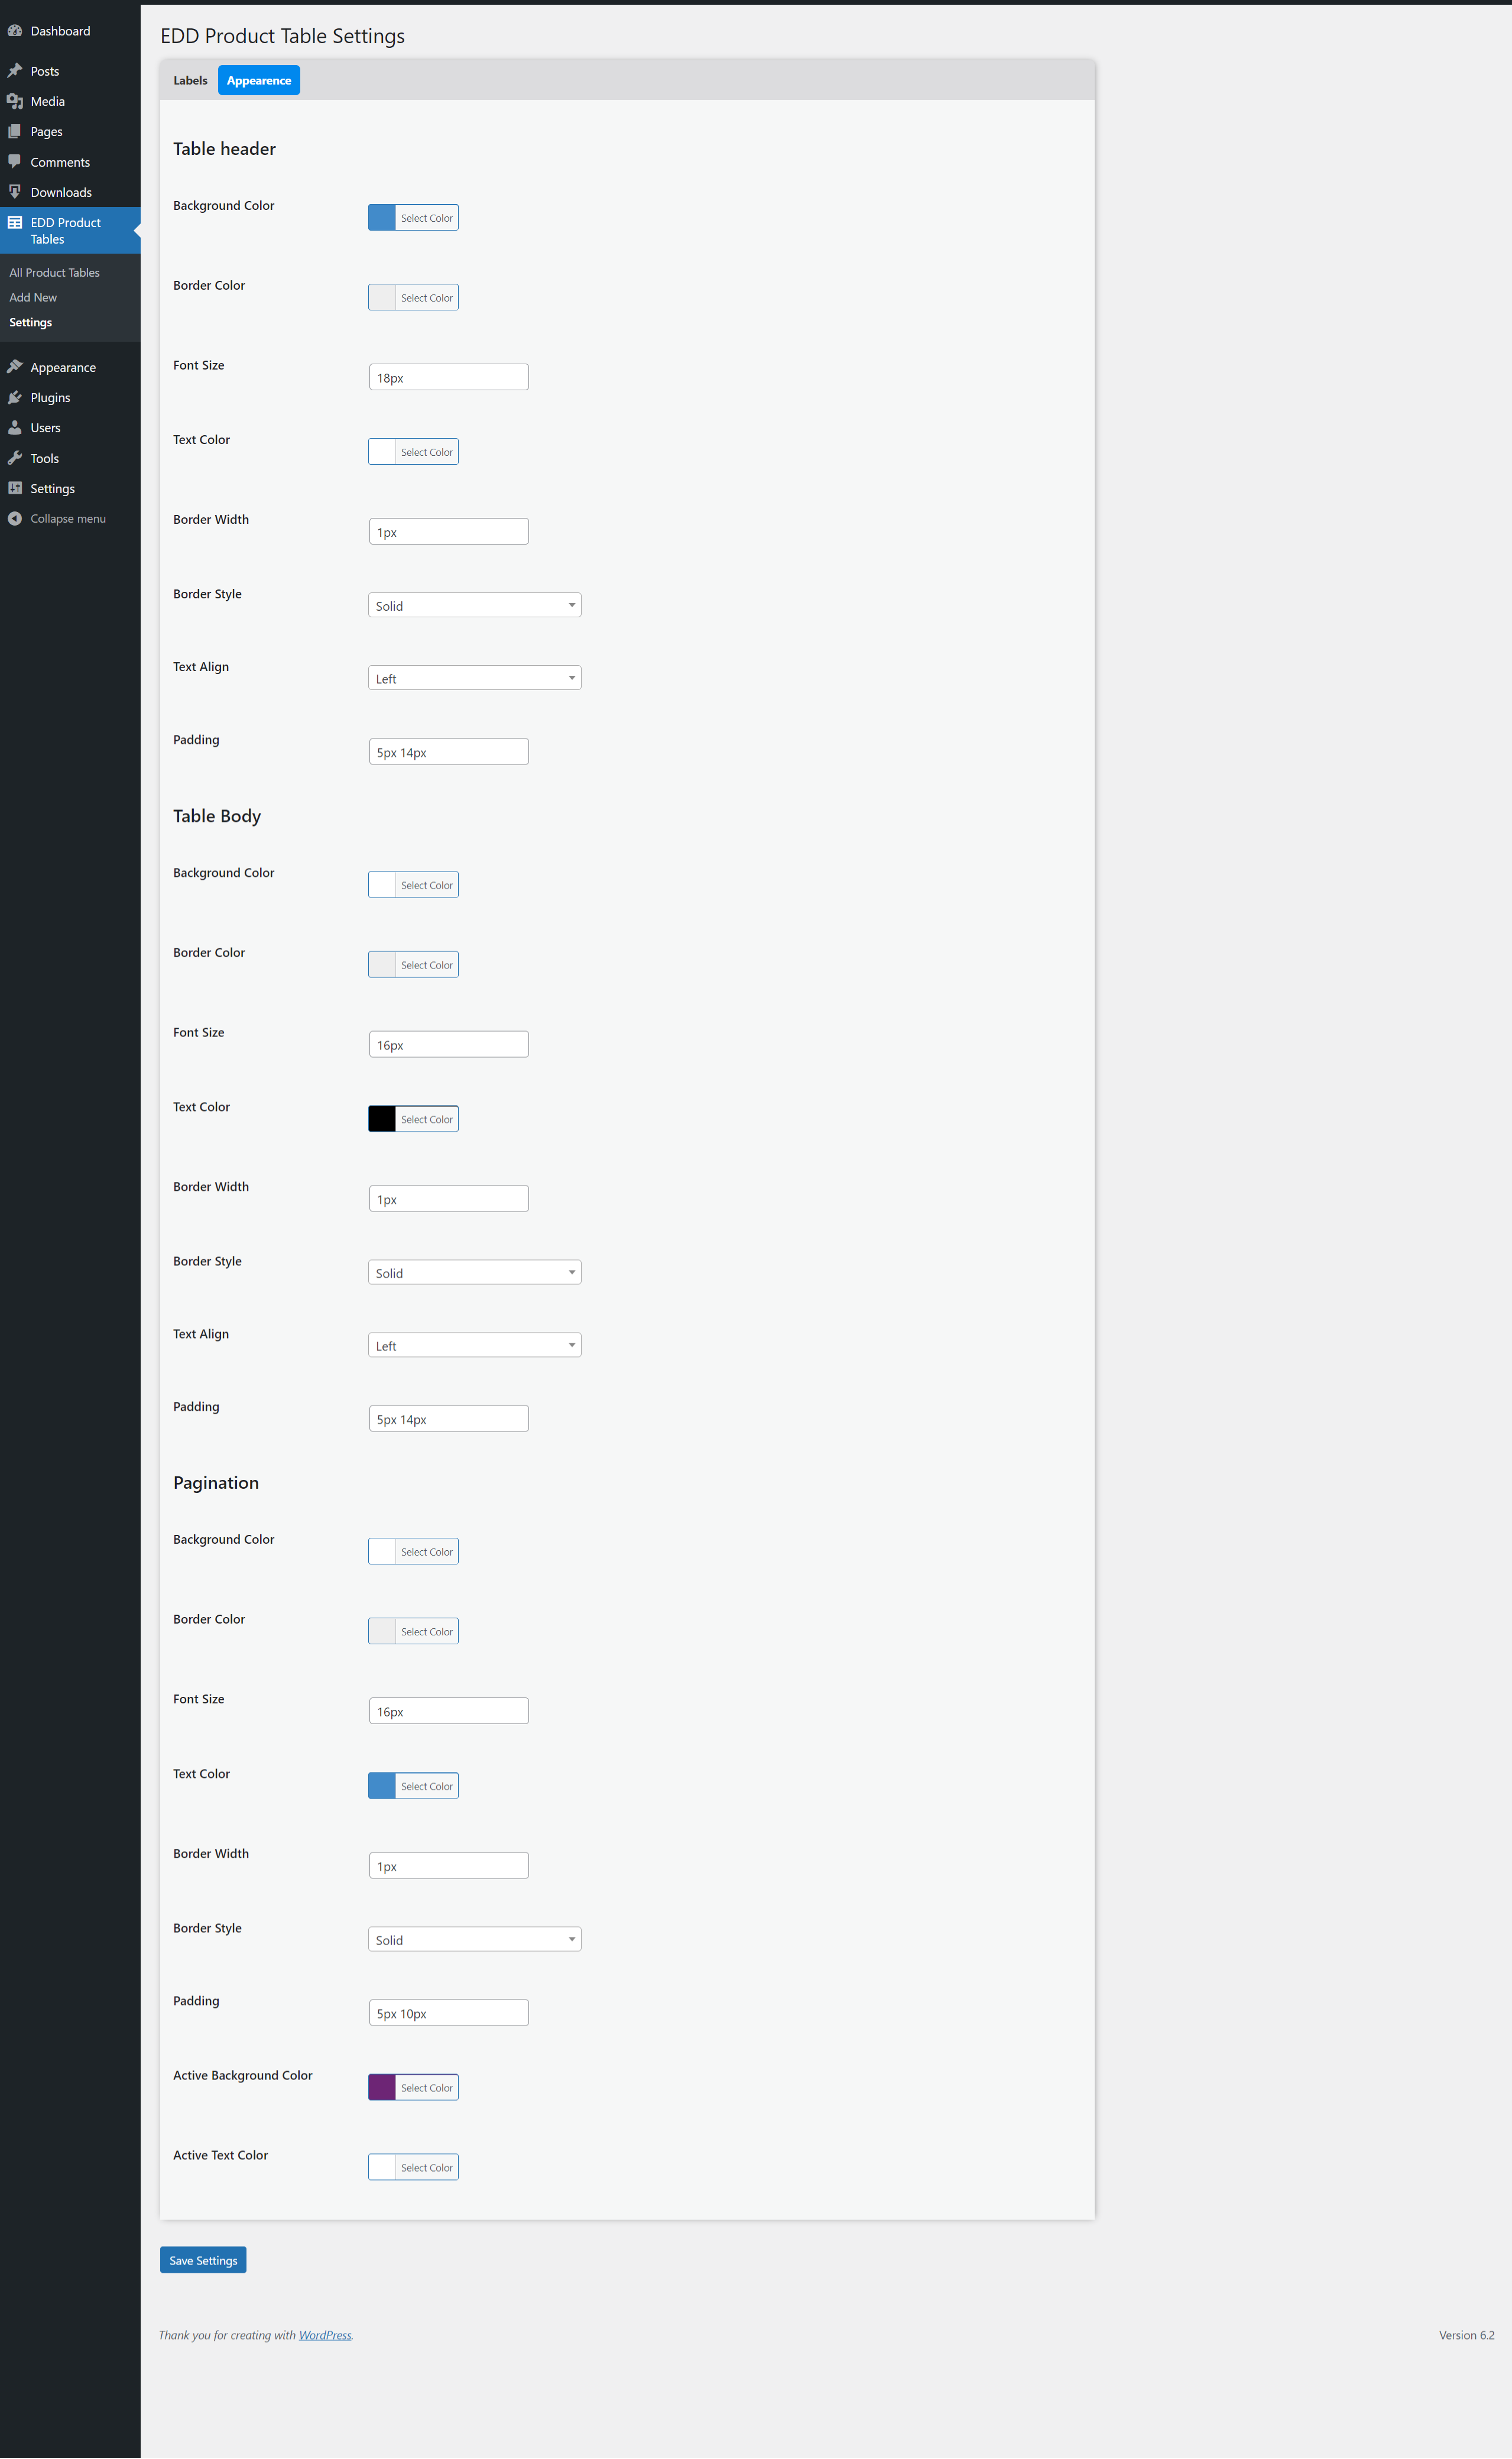 Dashboard
Posts
Media
Pages
Comments
Downloads
EDD Product
Tables
All Product Tables
Add New
Settings
Appearance
Plugins
Users
Tools
Settings
Collapse menu
EDD Product Table Settings
Labels Appearence
Table header
Background Color Select Color
Border Color Select Color
Font Size 18px
Text Color Select Color
Border Width 1px
Border Style Solid
Text Align Left
Padding 5px 14px
Table Body
Background Color Select Color
Border Color Select Color
Font Size 16px
Text Color Select Color
Border Width 1px
Border Style Solid
Text Align Left
Padding 5px 14px
Pagination
Background Color Select Color
Border Color Select Color
Font Size 16px
Text Color Select Color
Border Width 1px
Border Style Solid
Padding 5px 10px
Active Background Color Select Color
Active Text Color Select Color
Save Settings
Thank you for creating with WordPress. Version 6.2